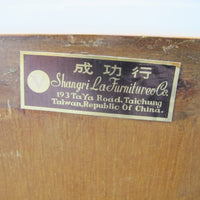 成功行
Shangri La Furniture Co.
193 Ta Ya Road, Taichung
Taiwan, Republic Of China.